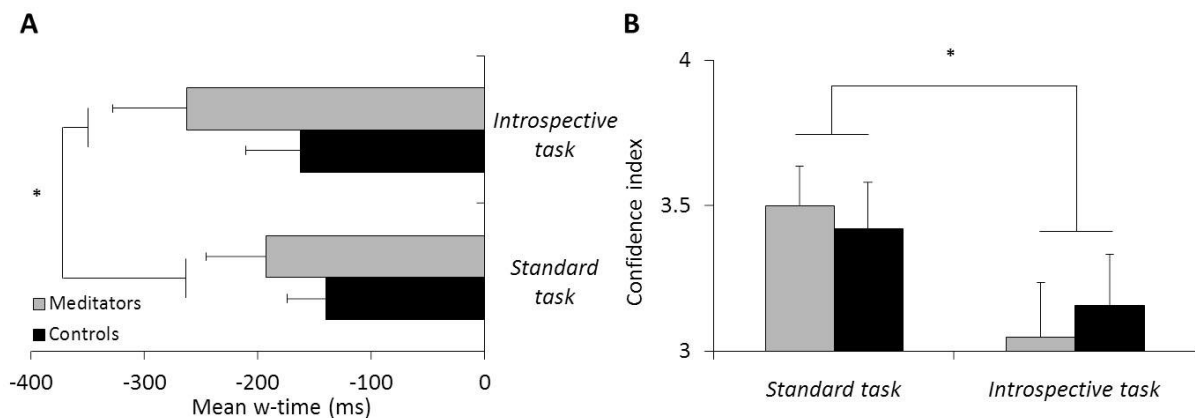 A
Introspective
task
*
Standard
task
Meditators
Controls
-400
-300
-200
-100
0
Mean w-time (ms)
B
*
4
3.5
3
Confidence index
Standard task
Introspective task